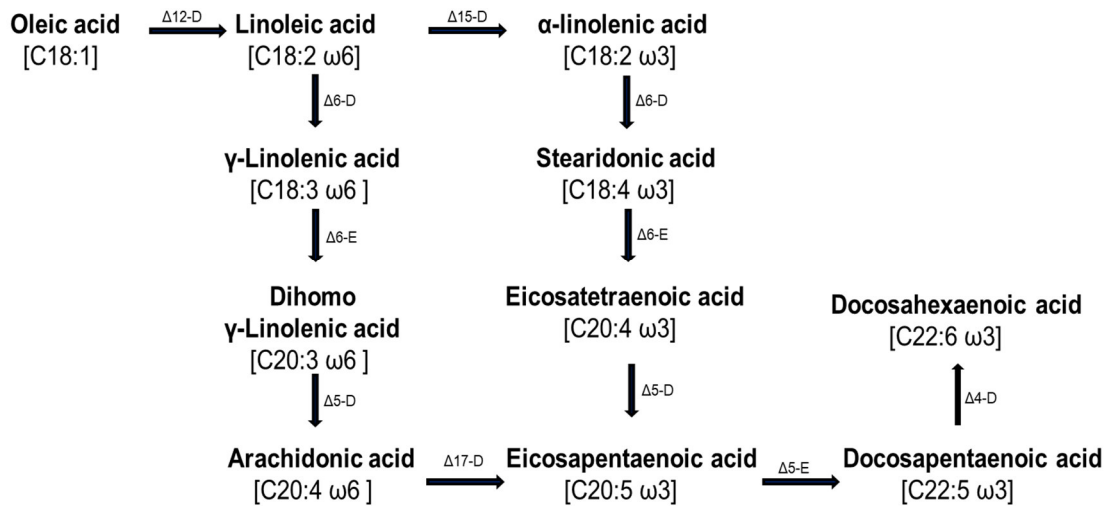 Oleic acid
[C18:1]
Δ12-D
Linoleic acid
[C18:2 ω6]
Δ15-D
α-linolenic acid
[C18:2 ω3]
Δ6-D
Δ6-D
γ-Linolenic acid
[C18:3 ω6 ]
Stearidonic acid
[C18:4 ω3]
Δ6-E
Δ6-E
Dihomo
γ-Linolenic acid
[C20:3 ω6 ]
Eicosatetraenoic acid
[C20:4 ω3]
Docosahexaenoic acid
[C22:6 ω3]
Δ5-D
Δ5-D
Δ4-D
Arachidonic acid
[C20:4 ω6 ]
Δ17-D
Eicosapentaenoic acid
[C20:5 ω3]
Δ5-E
Docosapentaenoic acid
[C22:5 ω3]